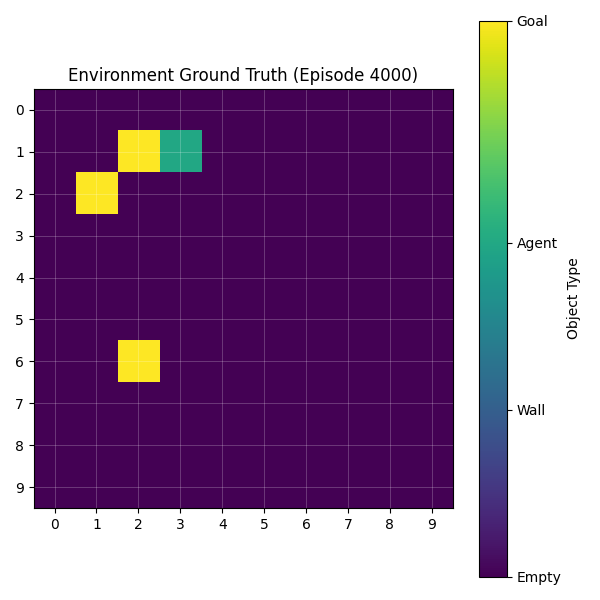 Environment Ground Truth (Episode 4000)
0
1
2
3
4
5
6
7
8
9
0 1 2 3 4 5 6 7 8 9
Goal
Agent
Wall
Empty
Object Type